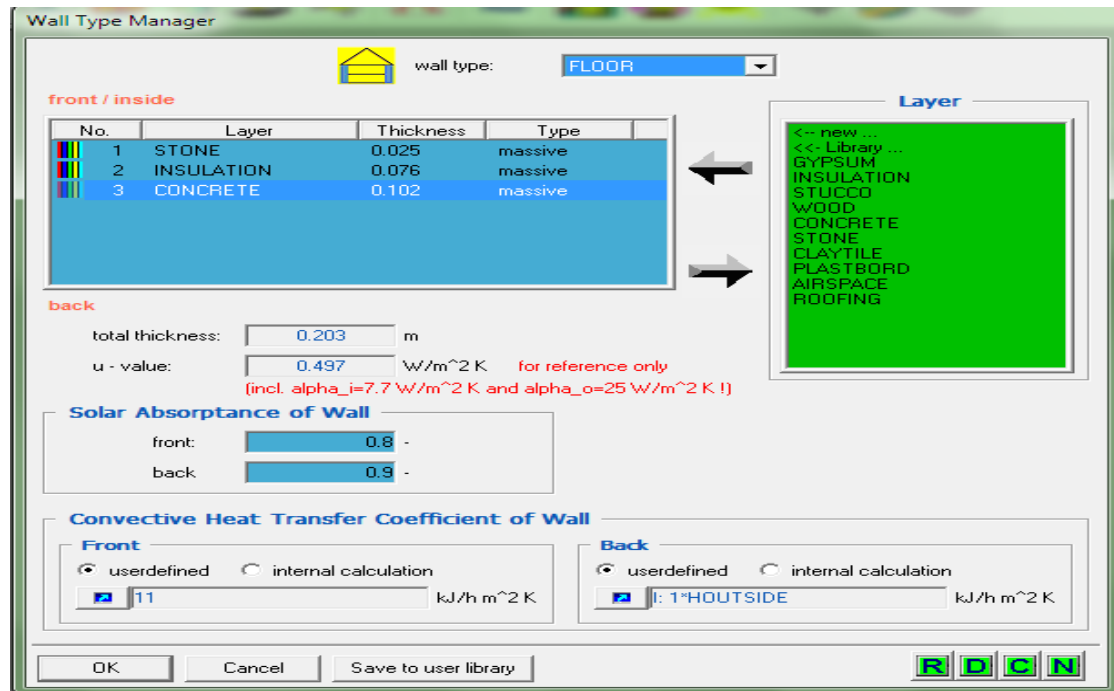 Wall Type Manager
wall type: FLOOR
front / inside
Layer
No. Layer Thickness Type
1 STONE 0.025 massive
2 INSULATION 0.076 massive
3 CONCRETE 0.102 massive
<-- new ...
<<- Library ...
GYPSUM
INSULATION
STUCCO
WOOD
CONCRETE
STONE
CLAYTILE
PLASTBORD
AIRSPACE
ROOFING
back
total thickness: 0.203 m
u - value: 0.497 W/m^2 K for reference only
(incl. alpha_i=7.7 W/m^2 K and alpha_o=25 W/m^2 K !)
Solar Absorptance of Wall
front: 0.8 -
back 0.9 -
Convective Heat Transfer Coefficient of Wall
Front
userdefined internal calculation
11 kJ/h m^2 K
Back
userdefined internal calculation
I: 1*HOUTSIDE kJ/h m^2 K
OK Cancel Save to user library R D C N